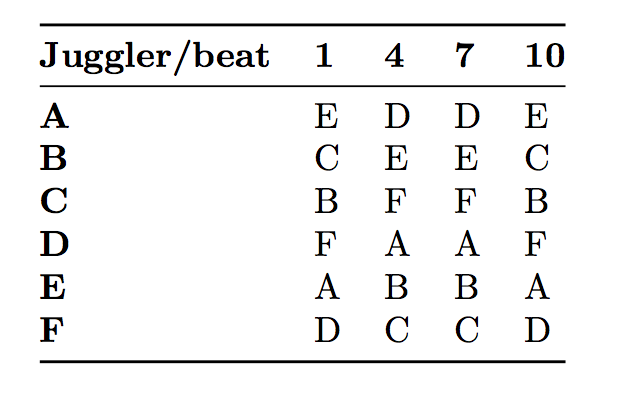 Juggler/beat 1 4 7 10
A E D D E
B C E E C
C B F F B
D F A A F
E A B B A
F D C C D